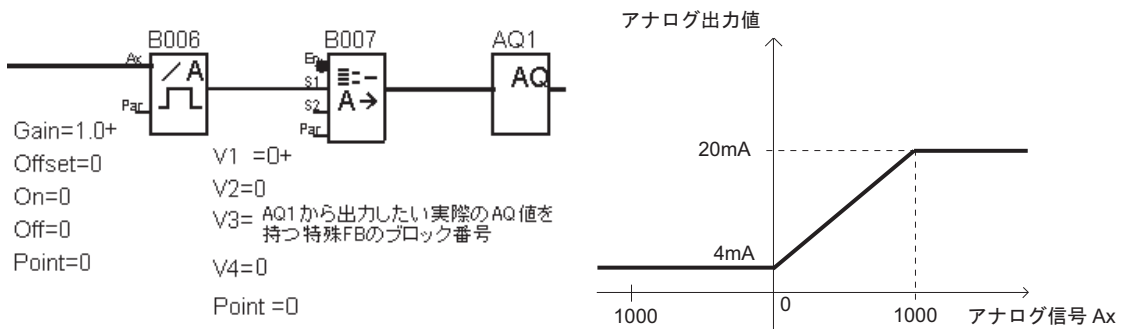 B006
Ax
/A
Par
Gain=1.0+
Offset=0
On=0
Off=0
Point=0
B007
En
S1
S2
Par
A→
V1 =0+
V2=0
V3= AQ1から出力したい実際のAQ値を
持つ特殊FBのブロック番号
V4=0
Point =0
AQ1
AQ
アナログ出力値
20mA
4mA
1000
0
1000
アナログ信号 Ax